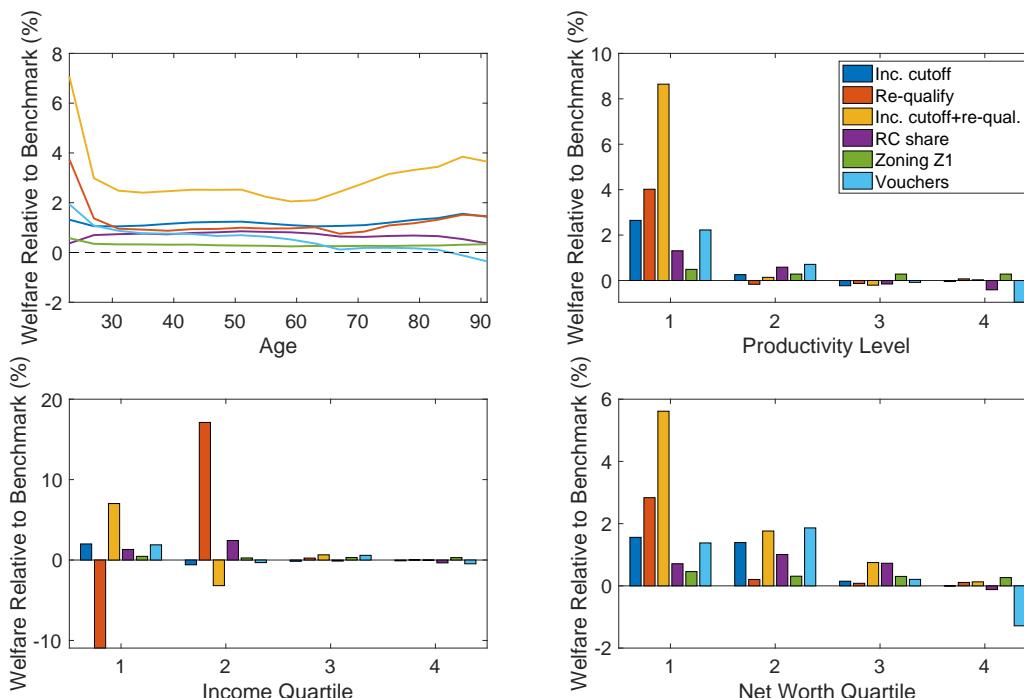 Welfare Relative to Benchmark (%)
8
6
4
2
0
-2
30
40
50
60
70
80
90
Age
Welfare Relative to Benchmark (%)
10
8
6
4
2
0
1
2
3
4
Productivity Level
Inc. cutoff
Re-qualify
Inc. cutoff+re-qual.
RC share
Zoning Z1
Vouchers
Welfare Relative to Benchmark (%)
20
10
0
-10
1
2
3
4
Income Quartile
Welfare Relative to Benchmark (%)
6
4
2
0
-2
1
2
3
4
Net Worth Quartile